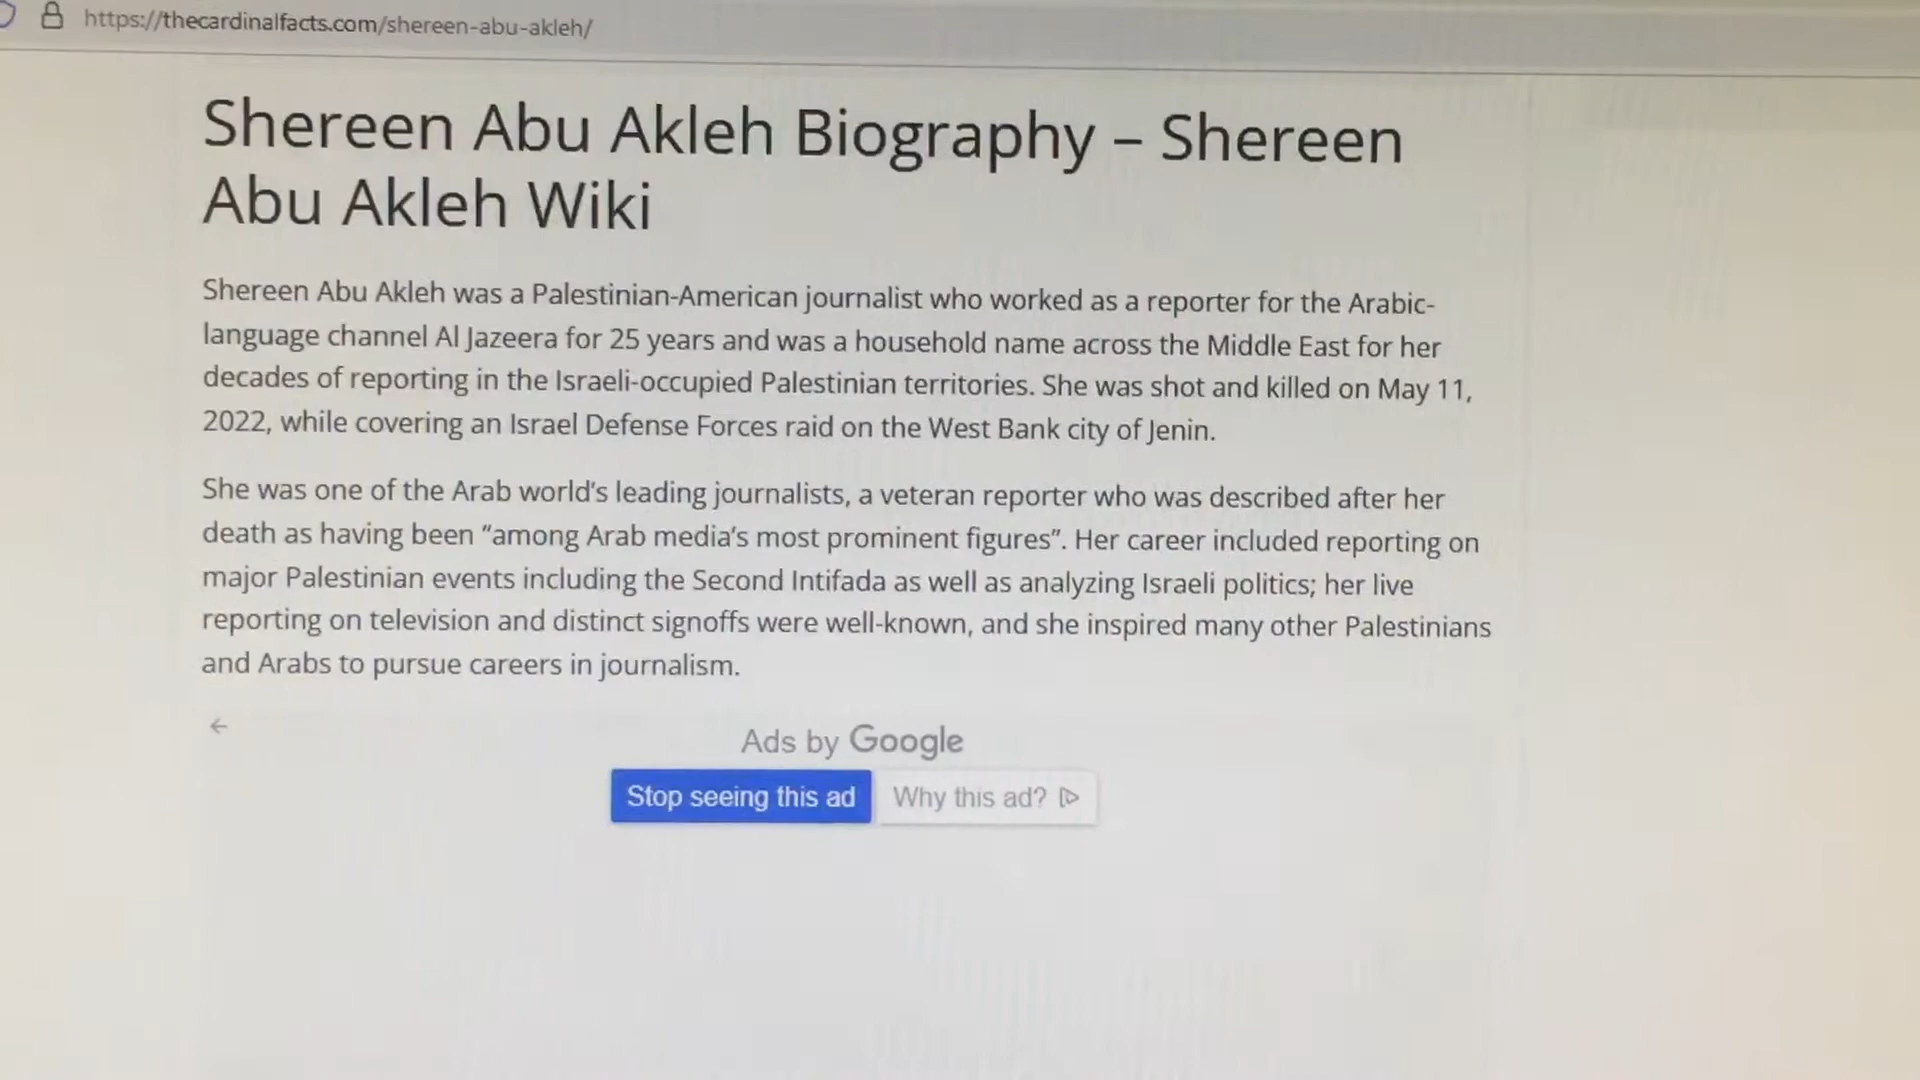 https://thecardinalfacts.com/shereen-abu-akleh/
Shereen Abu Akleh Biography – Shereen
Abu Akleh Wiki
Shereen Abu Akleh was a Palestinian-American journalist who worked as a reporter for the Arabic-
language channel Al Jazeera for 25 years and was a household name across the Middle East for her
decades of reporting in the Israeli-occupied Palestinian territories. She was shot and killed on May 11,
2022, while covering an Israel Defense Forces raid on the West Bank city of Jenin.
She was one of the Arab world's leading journalists, a veteran reporter who was described after her
death as having been “among Arab media's most prominent figures”. Her career included reporting on
major Palestinian events including the Second Intifada as well as analyzing Israeli politics; her live
reporting on television and distinct signoffs were well-known, and she inspired many other Palestinians
and Arabs to pursue careers in journalism.
Ads by Google
Stop seeing this ad
Why this ad?